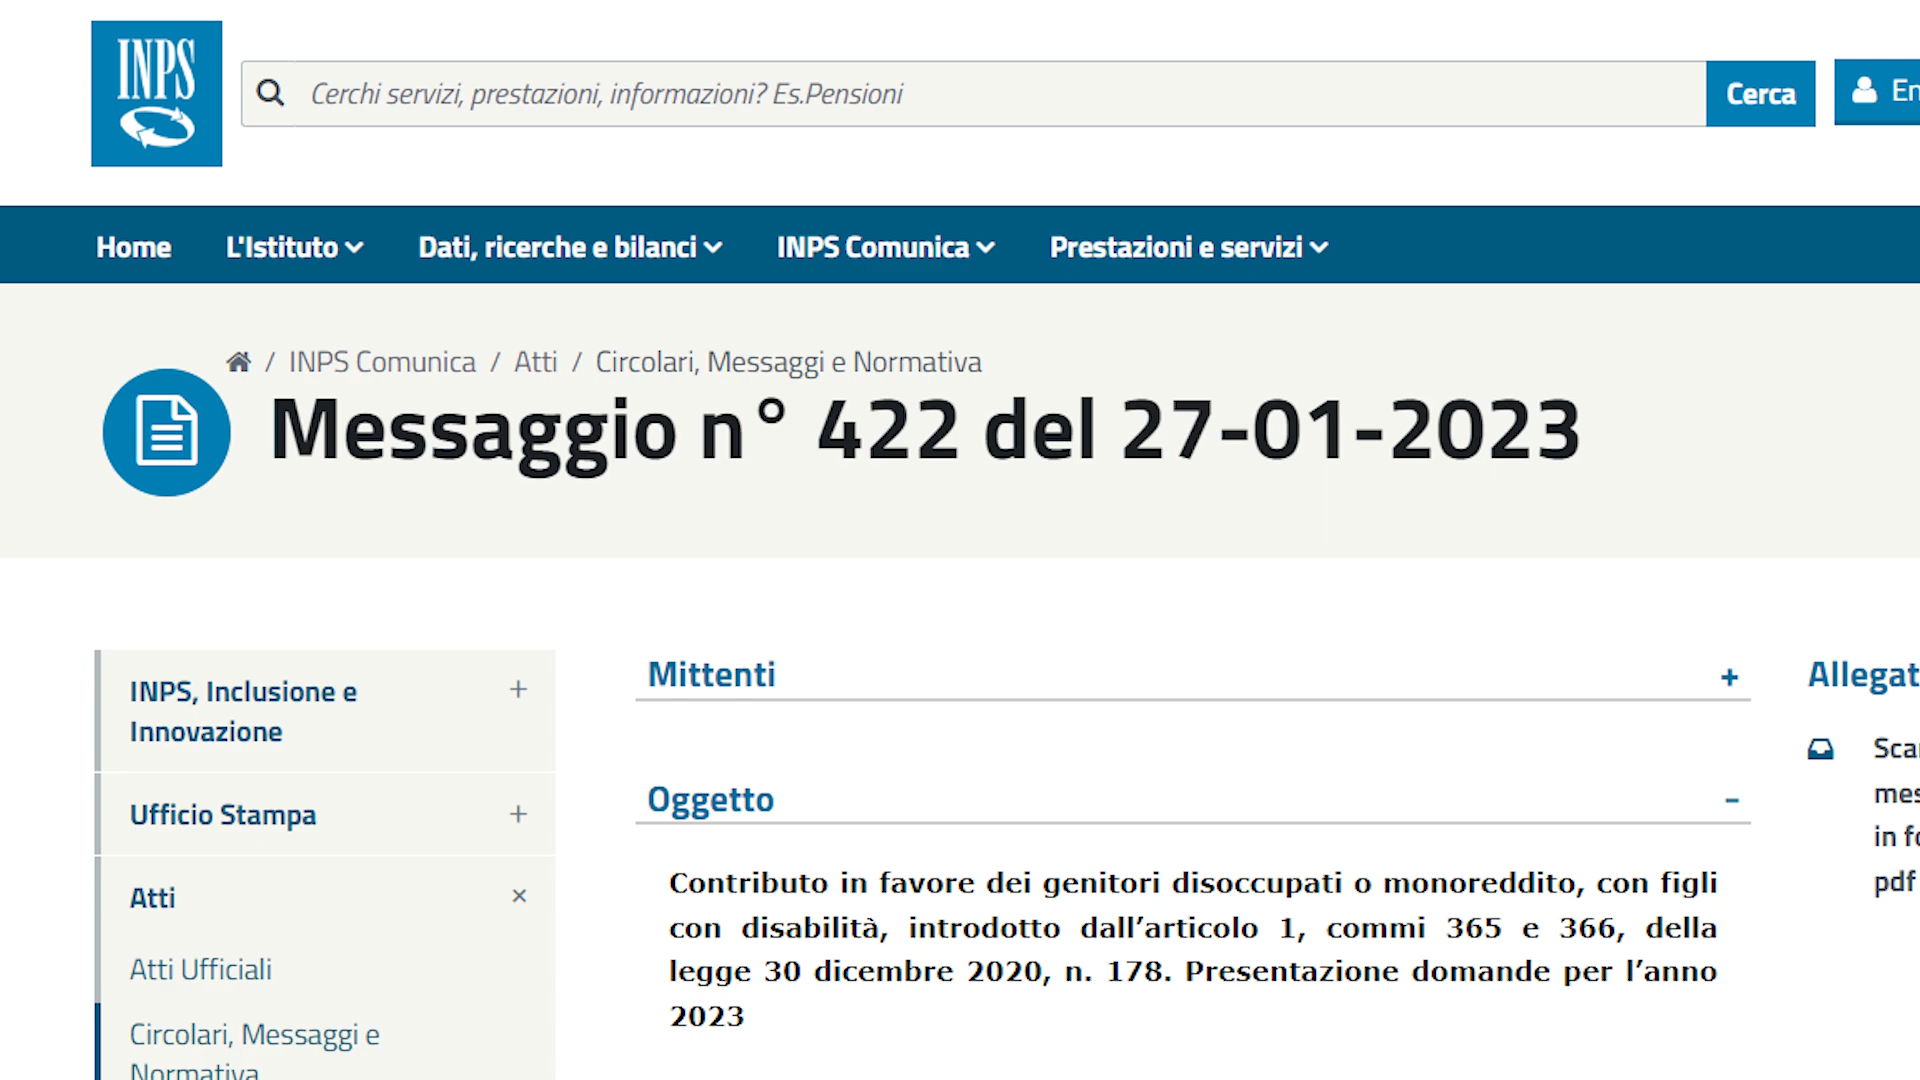 INPS
Cerchi servizi, prestazioni, informazioni? Es.Pensioni
Cerca
Home
L'Istituto
Dati, ricerche e bilanci
INPS Comunica
Prestazioni e servizi
/ INPS Comunica / Atti / Circolari, Messaggi e Normativa
Messaggio n° 422 del 27-01-2023
INPS, Inclusione e
Innovazione
Ufficio Stampa
Atti
Atti Ufficiali
Circolari, Messaggi e
Normativa
Mittenti
Oggetto
Contributo in favore dei genitori disoccupati o monoreddito, con figli
con disabilità, introdotto dall’articolo 1, commi 365 e 366, della
legge 30 dicembre 2020, n. 178. Presentazione domande per l’anno
2023
Allegat
in fo
pdf